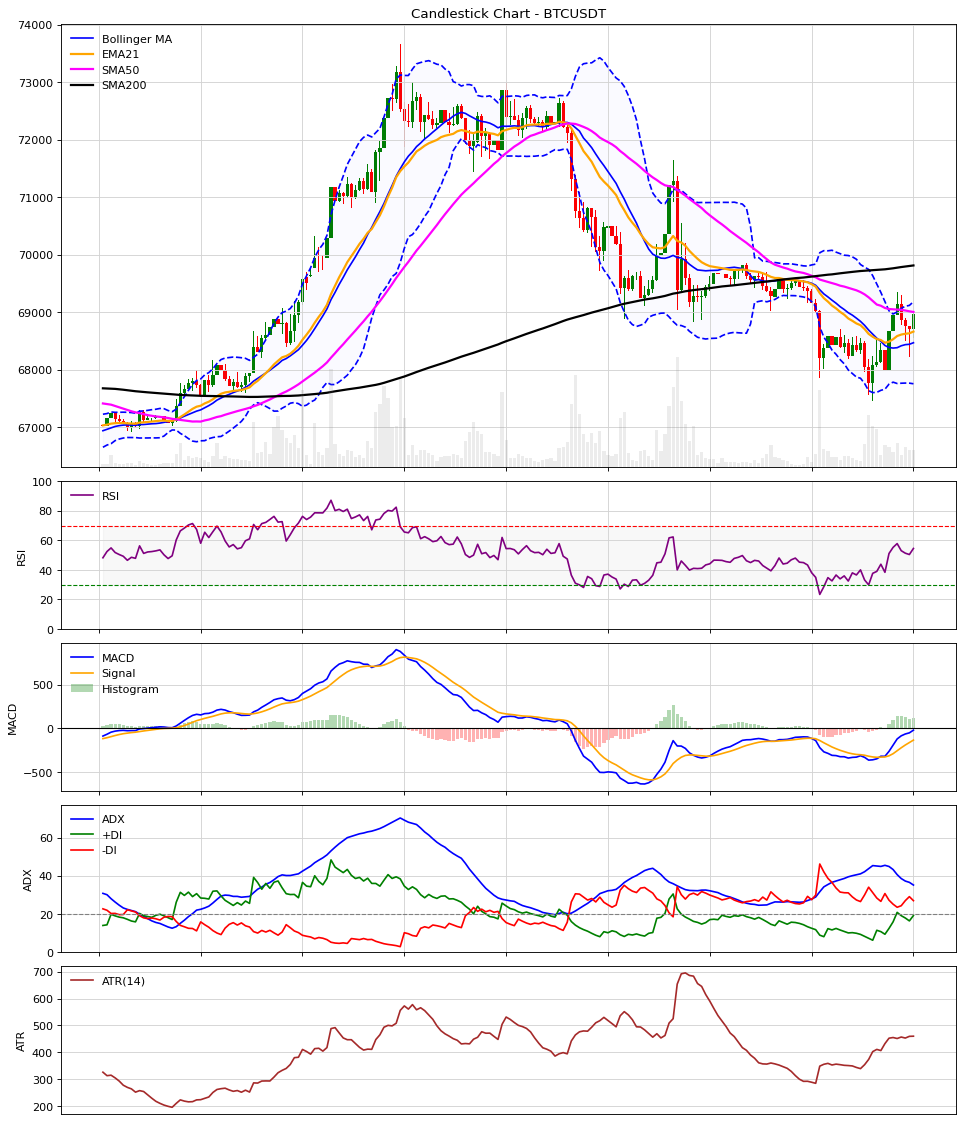 Candlestick Chart - BTCUSDT
74000
73000
72000
71000
70000
69000
68000
67000
Bollinger MA
EMA21
SMA50
SMA200
100
80
60
40
20
0
RSI
RSI
500
0
−500
MACD
MACD
Signal
Histogram
60
40
20
0
ADX
ADX
+DI
-DI
700
600
500
400
300
200
ATR
ATR(14)